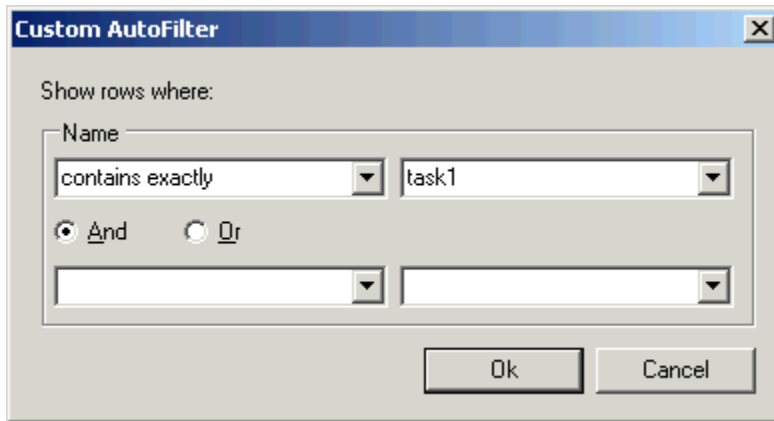 Custom AutoFilter
Show rows where:
Name
contains exactly task1
And Or
Ok Cancel